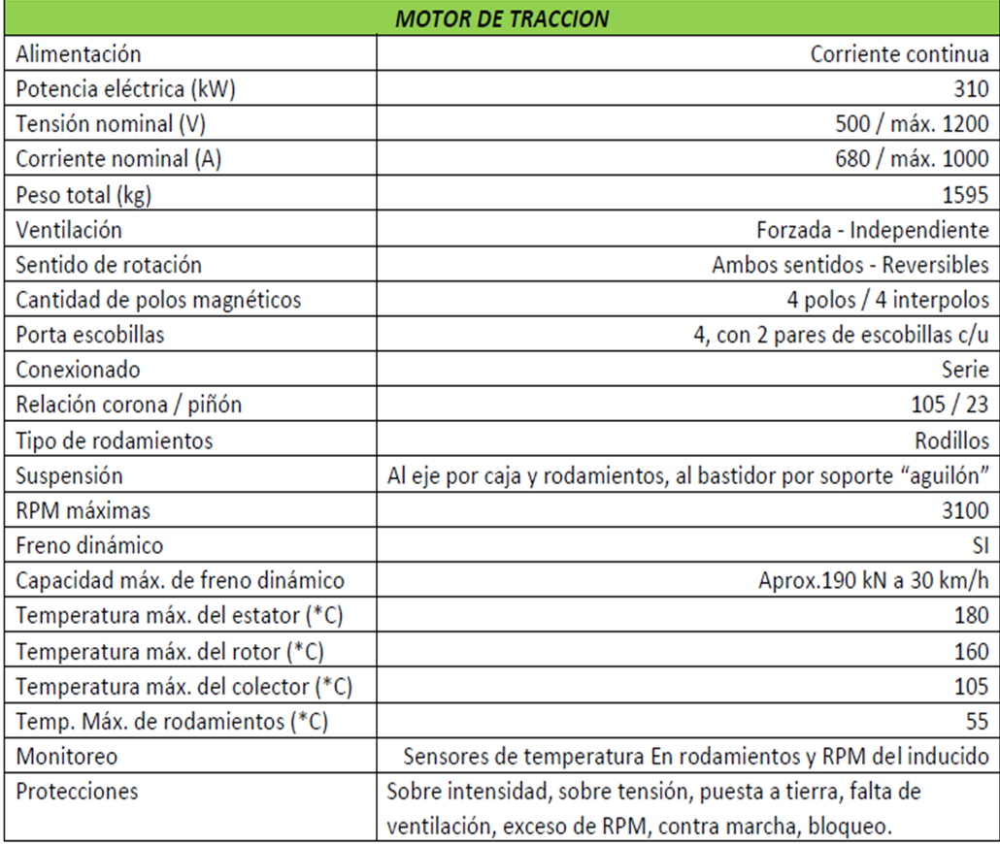 MOTOR DE TRACCION
Alimentación Corriente continua
Potencia eléctrica (kW) 310
Tensión nominal (V) 500 / máx. 1200
Corriente nominal (A) 680 / máx. 1000
Peso total (kg) 1595
Ventilación Forzada - Independiente
Sentido de rotación Ambos sentidos - Reversibles
Cantidad de polos magnéticos 4 polos / 4 interpolos
Porta escobillas 4, con 2 pares de escobillas c/u
Conexionado Serie
Relación corona / piñón 105 / 23
Tipo de rodamientos Rodillos
Suspensión Al eje por caja y rodamientos, al bastidor por soporte “aguilón”
RPM máximas 3100
Freno dinámico SI
Capacidad máx. de freno dinámico Aprox.190 kN a 30 km/h
Temperatura máx. del estator (*C) 180
Temperatura máx. del rotor (*C) 160
Temperatura máx. del colector (*C) 105
Temp. Máx. de rodamientos (*C) 55
Monitoreo Sensores de temperatura En rodamientos y RPM del inducido
Protecciones Sobre intensidad, sobre tensión, puesta a tierra, falta de
ventilación, exceso de RPM, contra marcha, bloqueo.